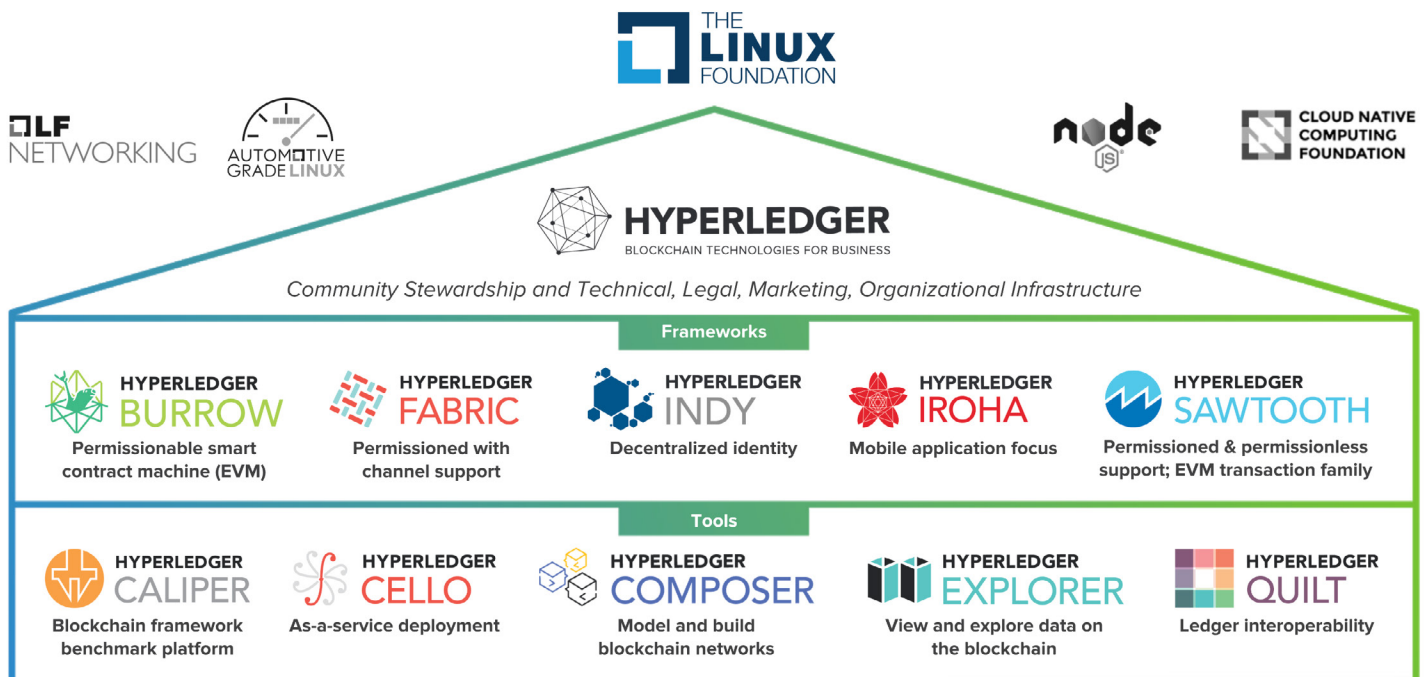 THE
LINUX
FOUNDATION
LF
NETWORKING
AUTOMOTIVE
GRADE LINUX
node
JS
CLOUD NATIVE
COMPUTING
FOUNDATION
HYPERLEDGER
BLOCKCHAIN TECHNOLOGIES FOR BUSINESS
Community Stewardship and Technical, Legal, Marketing, Organizational Infrastructure
Frameworks
HYPERLEDGER
BURROW
Permissionable smart
contract machine (EVM)
HYPERLEDGER
FABRIC
Permissioned with
channel support
HYPERLEDGER
INDY
Decentralized identity
HYPERLEDGER
IROHA
Mobile application focus
HYPERLEDGER
SAWTOOTH
Permissioned & permissionless
support; EVM transaction family
Tools
HYPERLEDGER
CALIPER
Blockchain framework
benchmark platform
HYPERLEDGER
CELLO
As-a-service deployment
HYPERLEDGER
COMPOSER
Model and build
blockchain networks
HYPERLEDGER
EXPLORER
View and explore data on
the blockchain
HYPERLEDGER
QUILT
Ledger interoperability